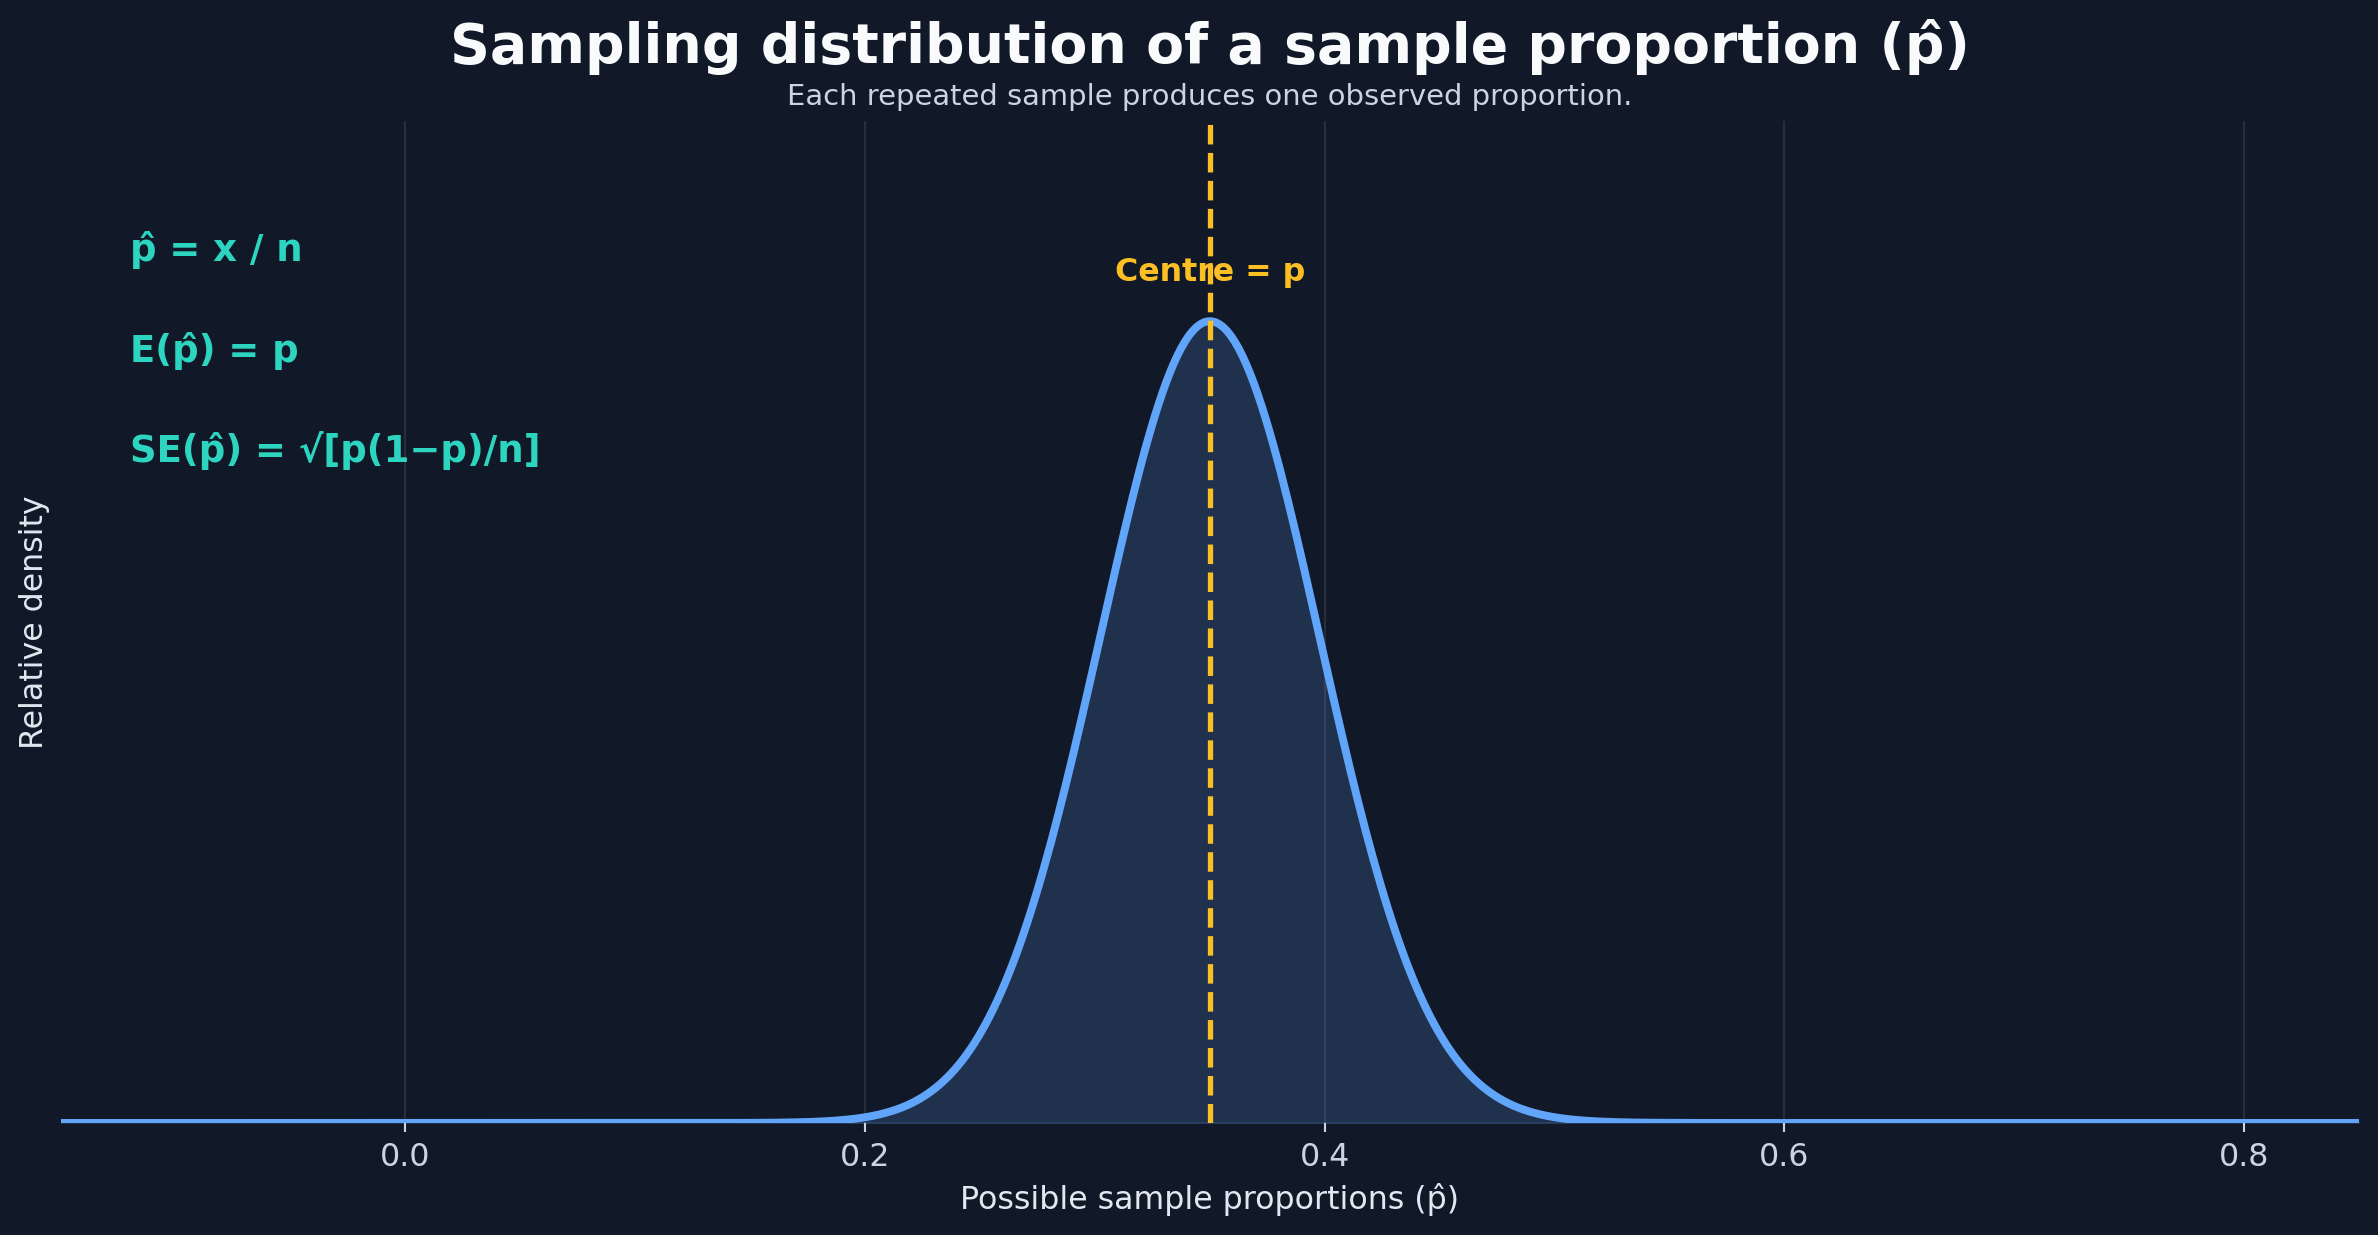 Sampling distribution of a sample proportion (p̂)
Each repeated sample produces one observed proportion.
p̂ = x / n
Centre = p
E(p̂) = p
SE(p̂) = √[p(1−p)/n]
Relative density
0.0 0.2 0.4 0.6 0.8
Possible sample proportions (p̂)